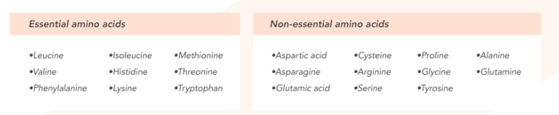 Essential amino acids
•Leucine •Isoleucine •Methionine
•Valine •Histidine •Threonine
•Phenylalanine •Lysine •Tryptophan
Non-essential amino acids
•Aspartic acid •Cysteine •Proline •Alanine
•Asparagine •Arginine •Glycine •Glutamine
•Glutamic acid •Serine •Tyrosine